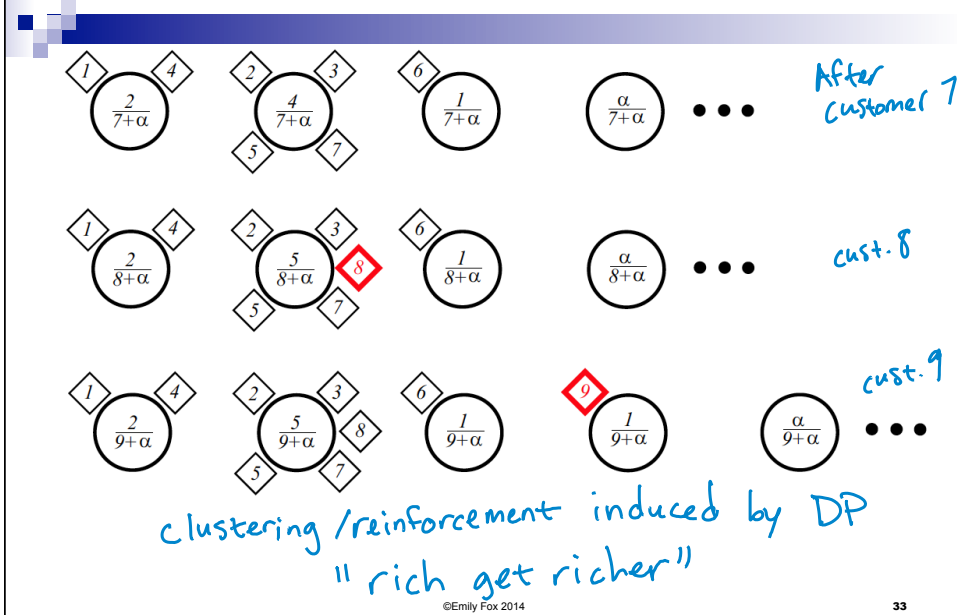 1 4 2 3 6
2/7+α 4/7+α 1/7+α α/7+α •••
5 7
After
customer 7
1 4 2 3 6
2/8+α 5/8+α 8 1/8+α α/8+α •••
5 7
cust. 8
1 4 2 3 6 9
2/9+α 5/9+α 8 1/9+α 1/9+α α/9+α •••
5 7
cust. 9
clustering /reinforcement induced by DP
"rich get richer"
©Emily Fox 2014 33